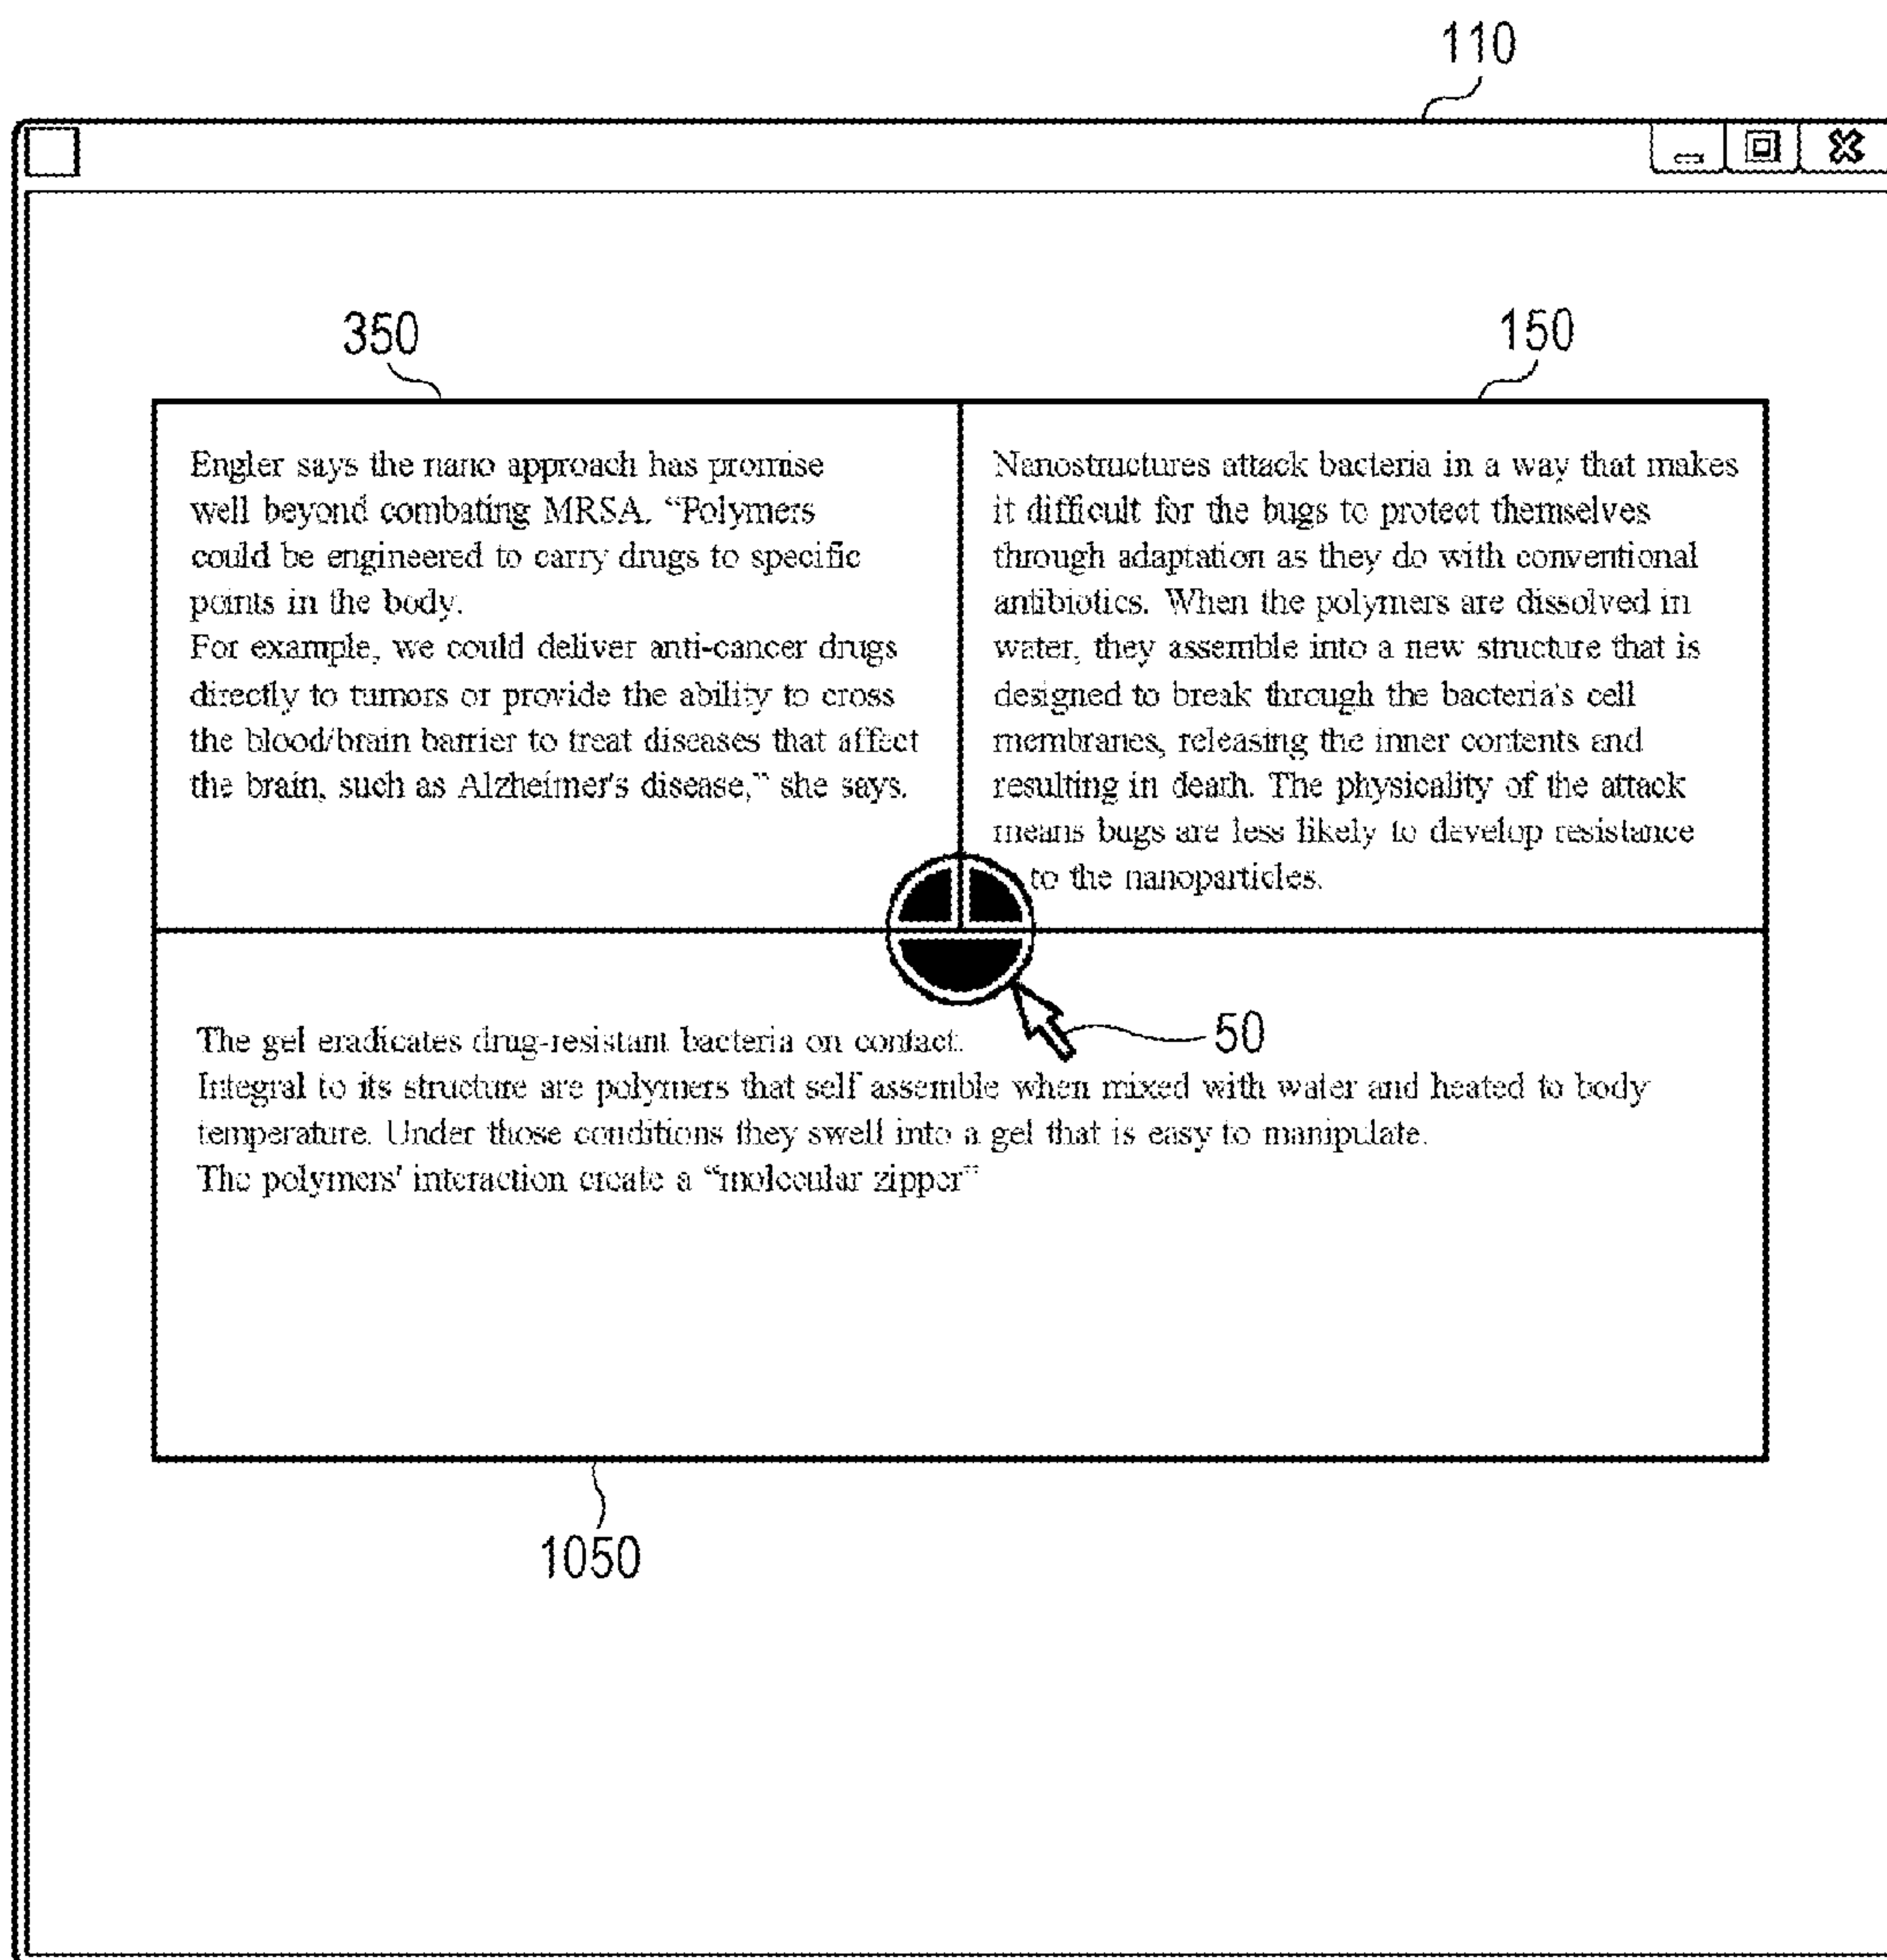 110
350
150
Engler says the nano approach has promise
well beyond combating MRSA. “Polymers
could be engineered to carry drugs to specific
points in the body.
For example, we could deliver anti-cancer drugs
directly to tumors or provide the ability to cross
the blood/brain barrier to treat diseases that affect
the brain, such as Alzheimer's disease,” she says.
Nanostructures attack bacteria in a way that makes
it difficult for the bugs to protect themselves
through adaptation as they do with conventional
antibiotics. When the polymers are dissolved in
water, they assemble into a new structure that is
designed to break through the bacteria's cell
membranes, releasing the inner contents and
resulting in death. The physicality of the attack
means bugs are less likely to develop resistance
to the nanoparticles.
50
The gel eradicates drug-resistant bacteria on contact.
Integral to its structure are polymers that self assemble when mixed with water and heated to body
temperature. Under those conditions they swell into a gel that is easy to manipulate.
The polymers' interaction create a “molecular zipper”
1050